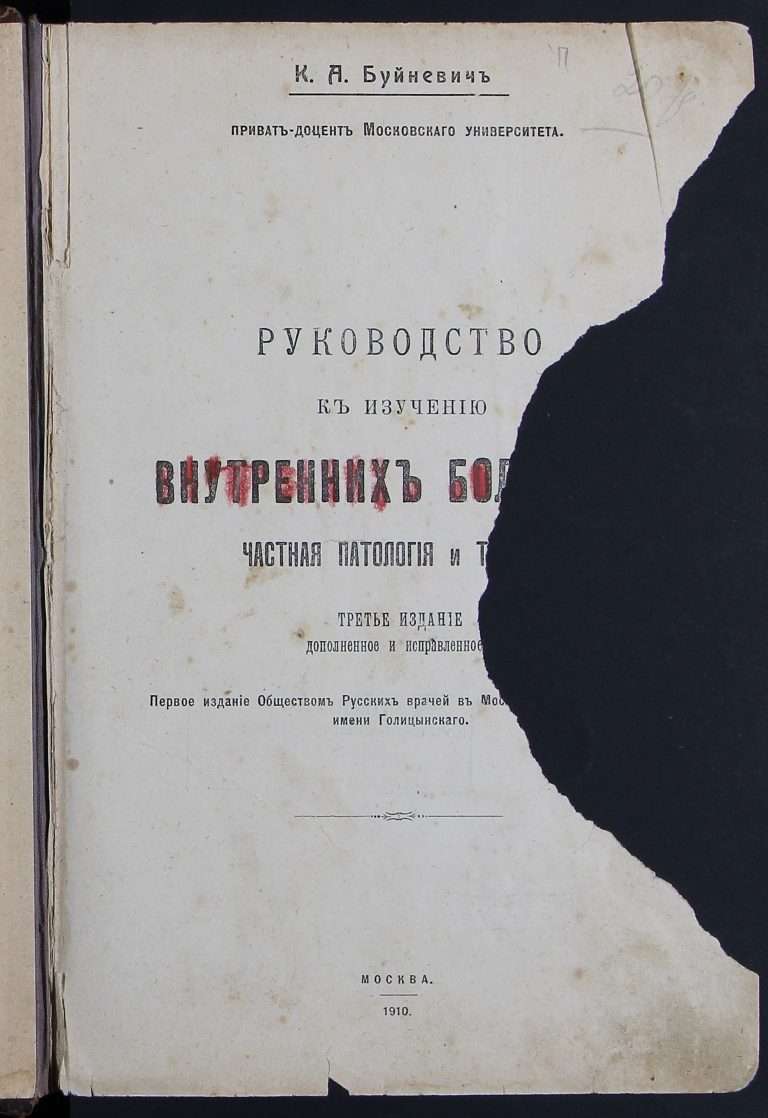 К. А. Буйневичъ
ПРИВАТЪ-ДОЦЕНТЪ МОСКОВСКАГО УНИВЕРСИТЕТА.
РУКОВОДСТВО
КЪ ИЗУЧЕНІЮ
ВНУТРЕННИХЪ БОЛ
ЧАСТНАЯ ПАТОЛОГІЯ и Т
ТРЕТЬЕ ИЗДАНІЕ
дополненное и исправленное
Первое издание Обществомъ Русскихъ врачей въ Мос
имени Голицынскаго.
МОСКВА.
1910.